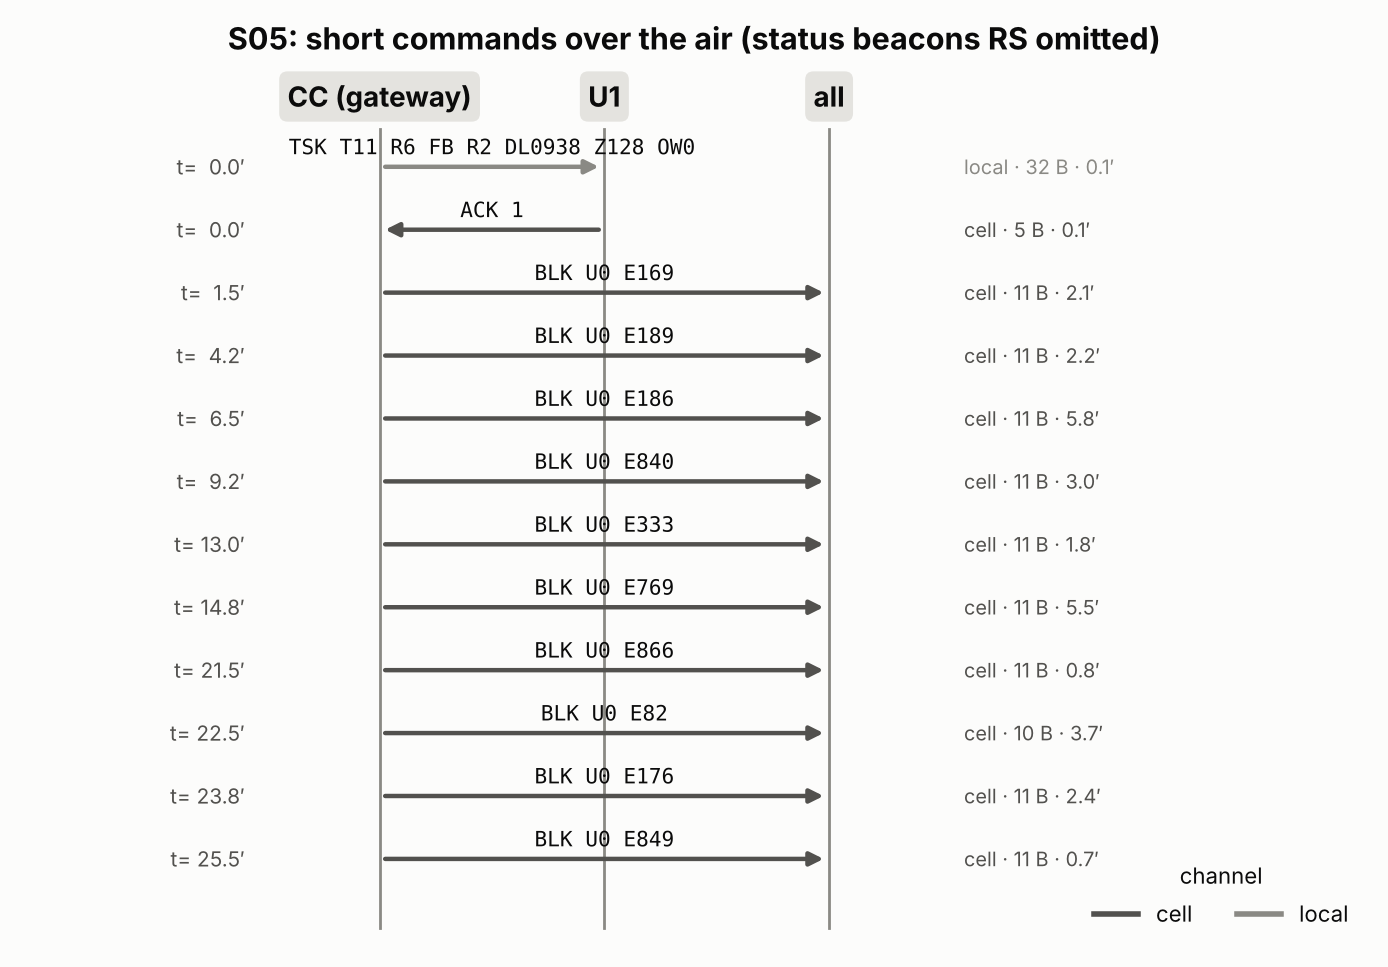 S05: short commands over the air (status beacons RS omitted)
CC (gateway) U1 all
TSK T11 R6 FB R2 DL0938 Z128 OW0
t= 0.0′ local · 32 B · 0.1′
ACK 1
t= 0.0′ cell · 5 B · 0.1′
BLK U0 E169
t= 1.5′ cell · 11 B · 2.1′
BLK U0 E189
t= 4.2′ cell · 11 B · 2.2′
BLK U0 E186
t= 6.5′ cell · 11 B · 5.8′
BLK U0 E840
t= 9.2′ cell · 11 B · 3.0′
BLK U0 E333
t= 13.0′ cell · 11 B · 1.8′
BLK U0 E769
t= 14.8′ cell · 11 B · 5.5′
BLK U0 E866
t= 21.5′ cell · 11 B · 0.8′
BLK U0 E82
t= 22.5′ cell · 10 B · 3.7′
BLK U0 E176
t= 23.8′ cell · 11 B · 2.4′
BLK U0 E849
t= 25.5′ cell · 11 B · 0.7′
channel
cell local